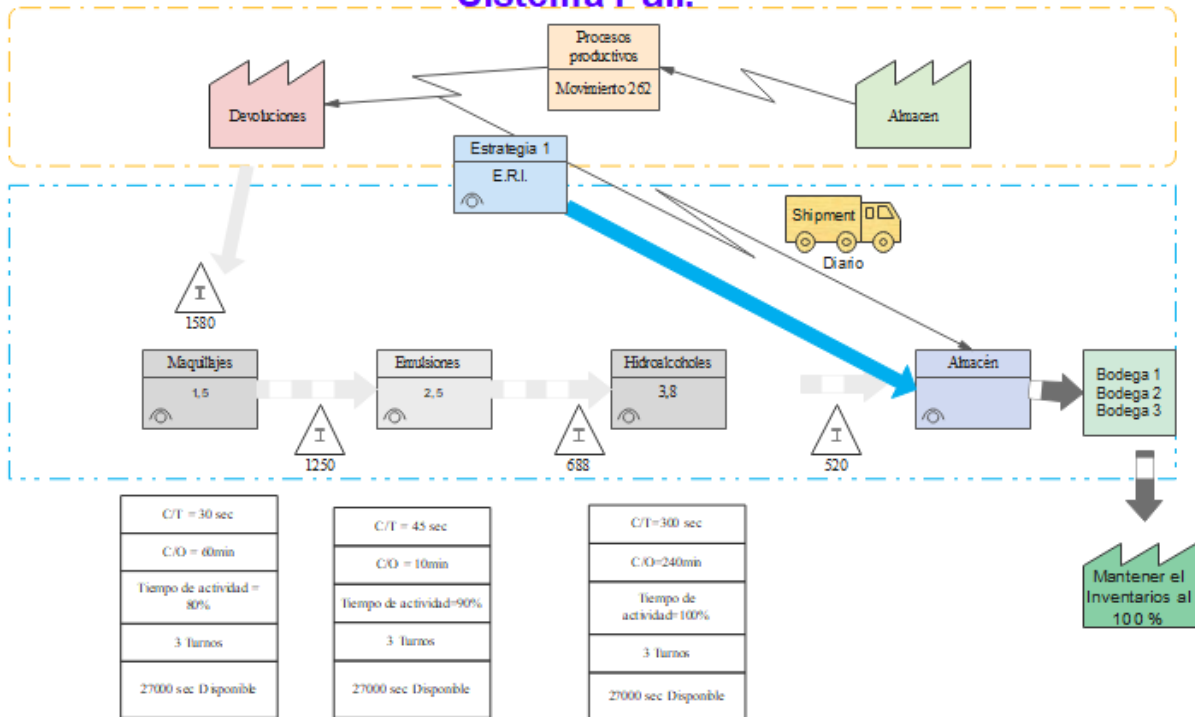 Sistema Pull.
Procesos
productivos
Movimiento 262
Devoluciones
Almacen
Estrategia 1
E.R.I.
Shipment
Diario
I
1580
Maquillajes
1,5
Emulsiones
2,5
Hidroalcoholes
3,8
Almacén
Bodega 1
Bodega 2
Bodega 3
I
1250
I
688
I
520
C/T = 30 sec
C/O = 60min
Tiempo de actividad =
80%
3 Turnos
27000 sec Disponible
C/T = 45 sec
C/O = 10min
Tiempo de actividad=90%
3 Turnos
27000 sec Disponible
C/T=300 sec
C/O=240min
Tiempo de
actividad=100%
3 Turnos
27000 sec Disponible
Mantener el
Inventarios al
100 %